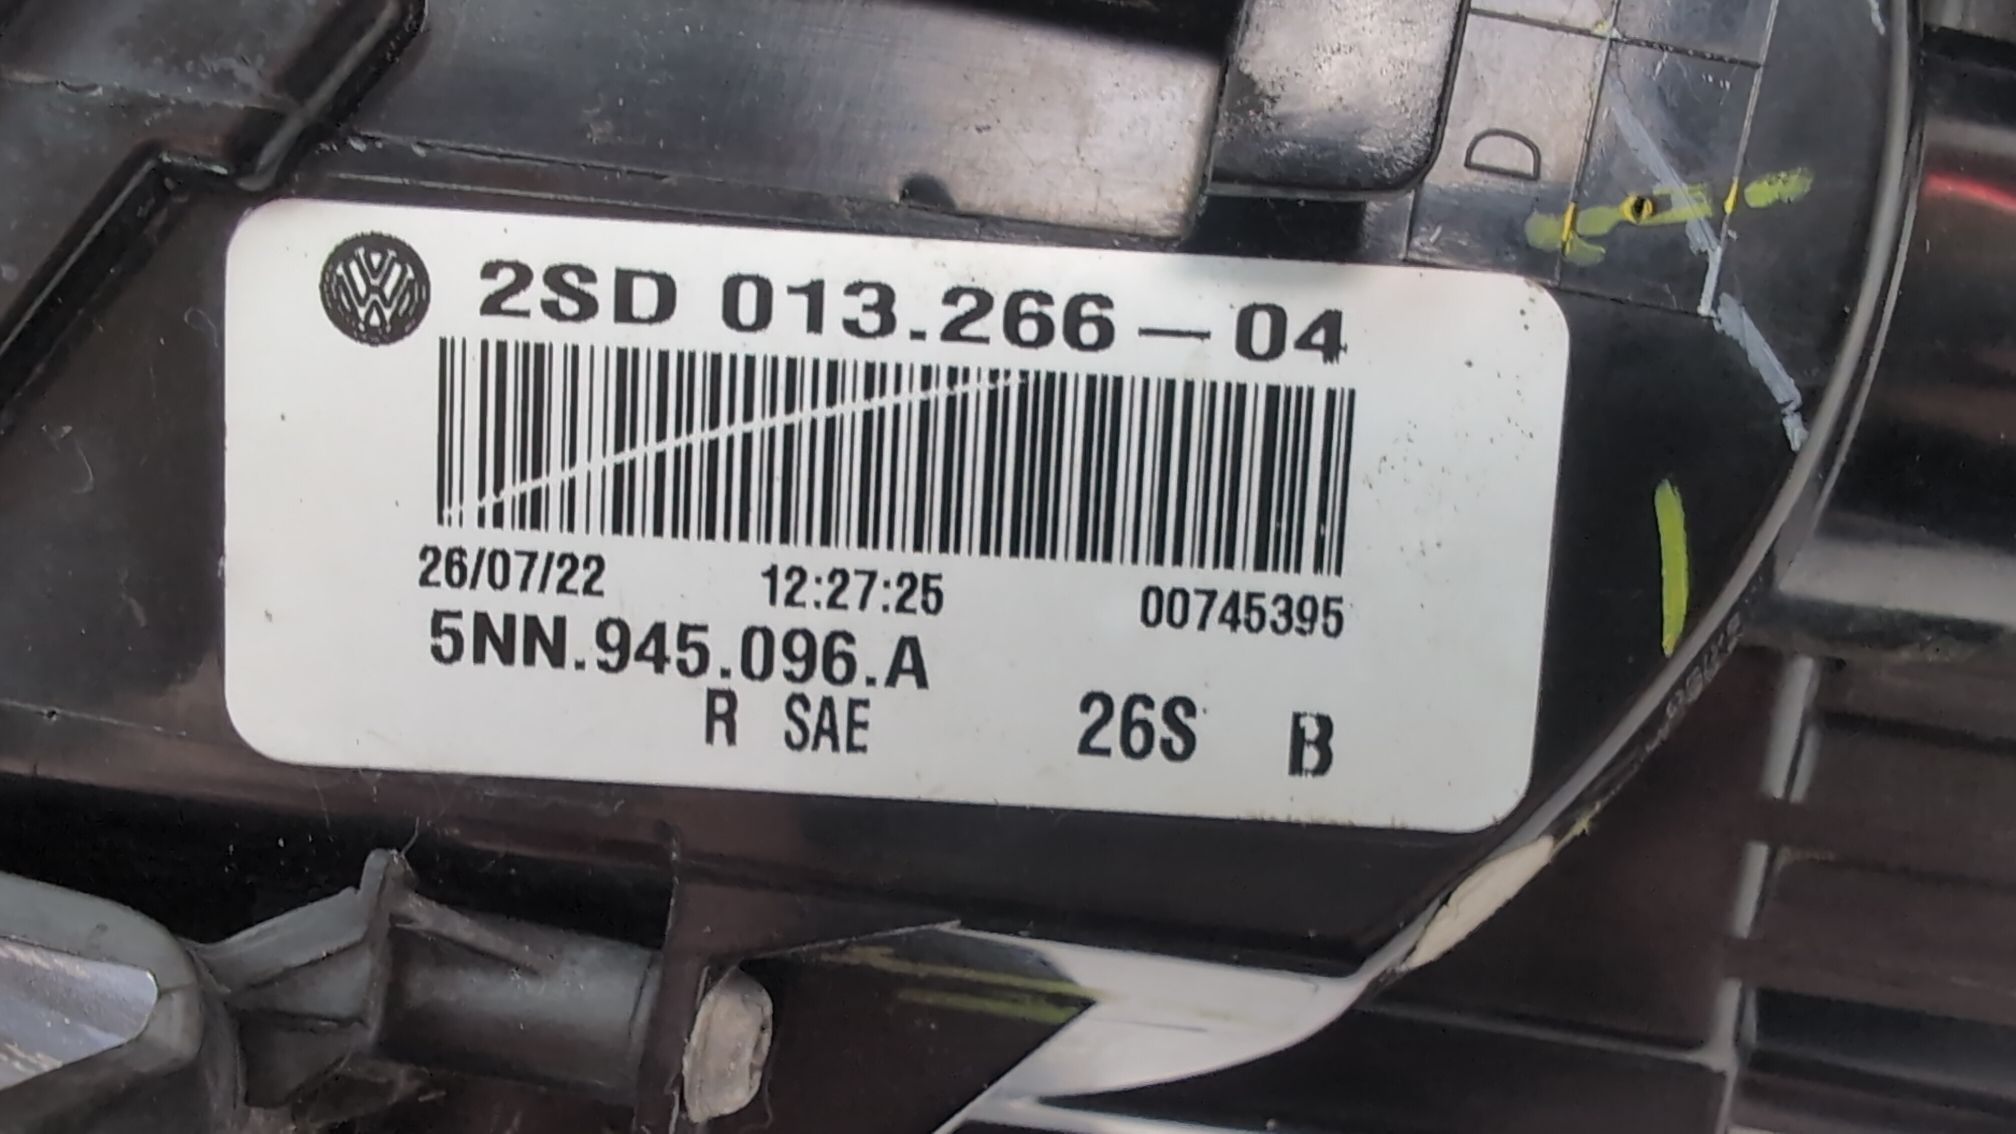 D
2SD 013.266-04
26/07/22 12:27:25 00745395
5NN.945.096.A
R SAE 26S B